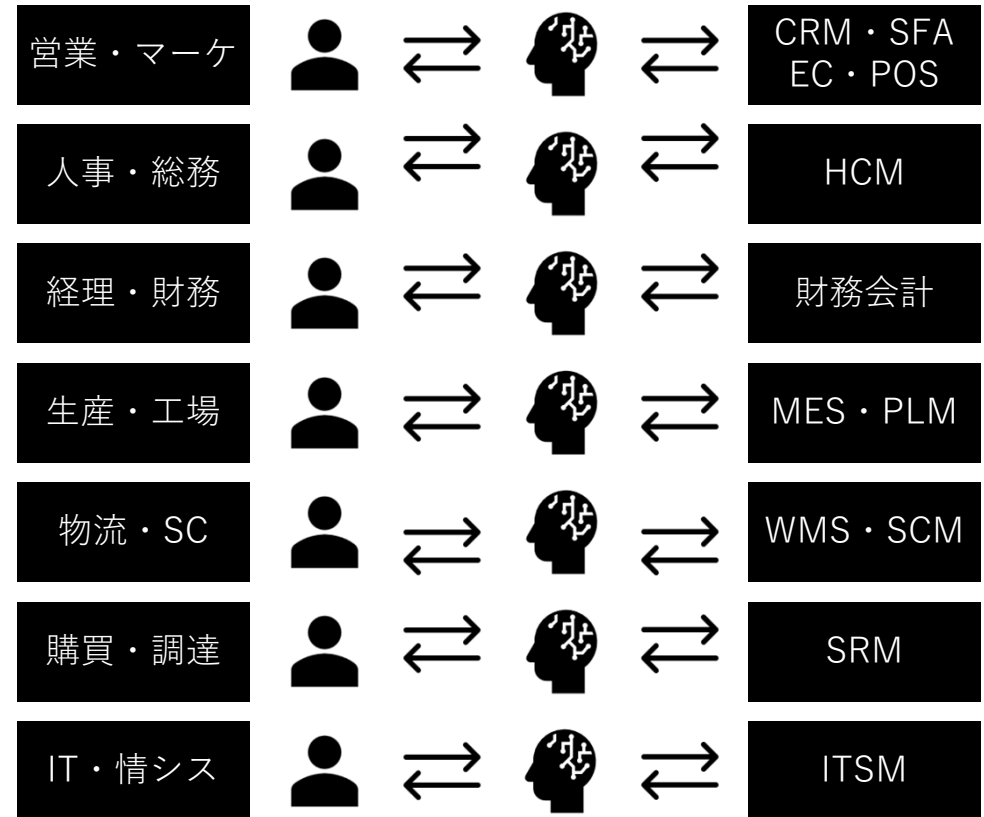 営業・マーケ
CRM・SFA
EC・POS
人事・総務
HCM
経理・財務
財務会計
生産・工場
MES・PLM
物流・SC
WMS・SCM
購買・調達
SRM
IT・情シス
ITSM